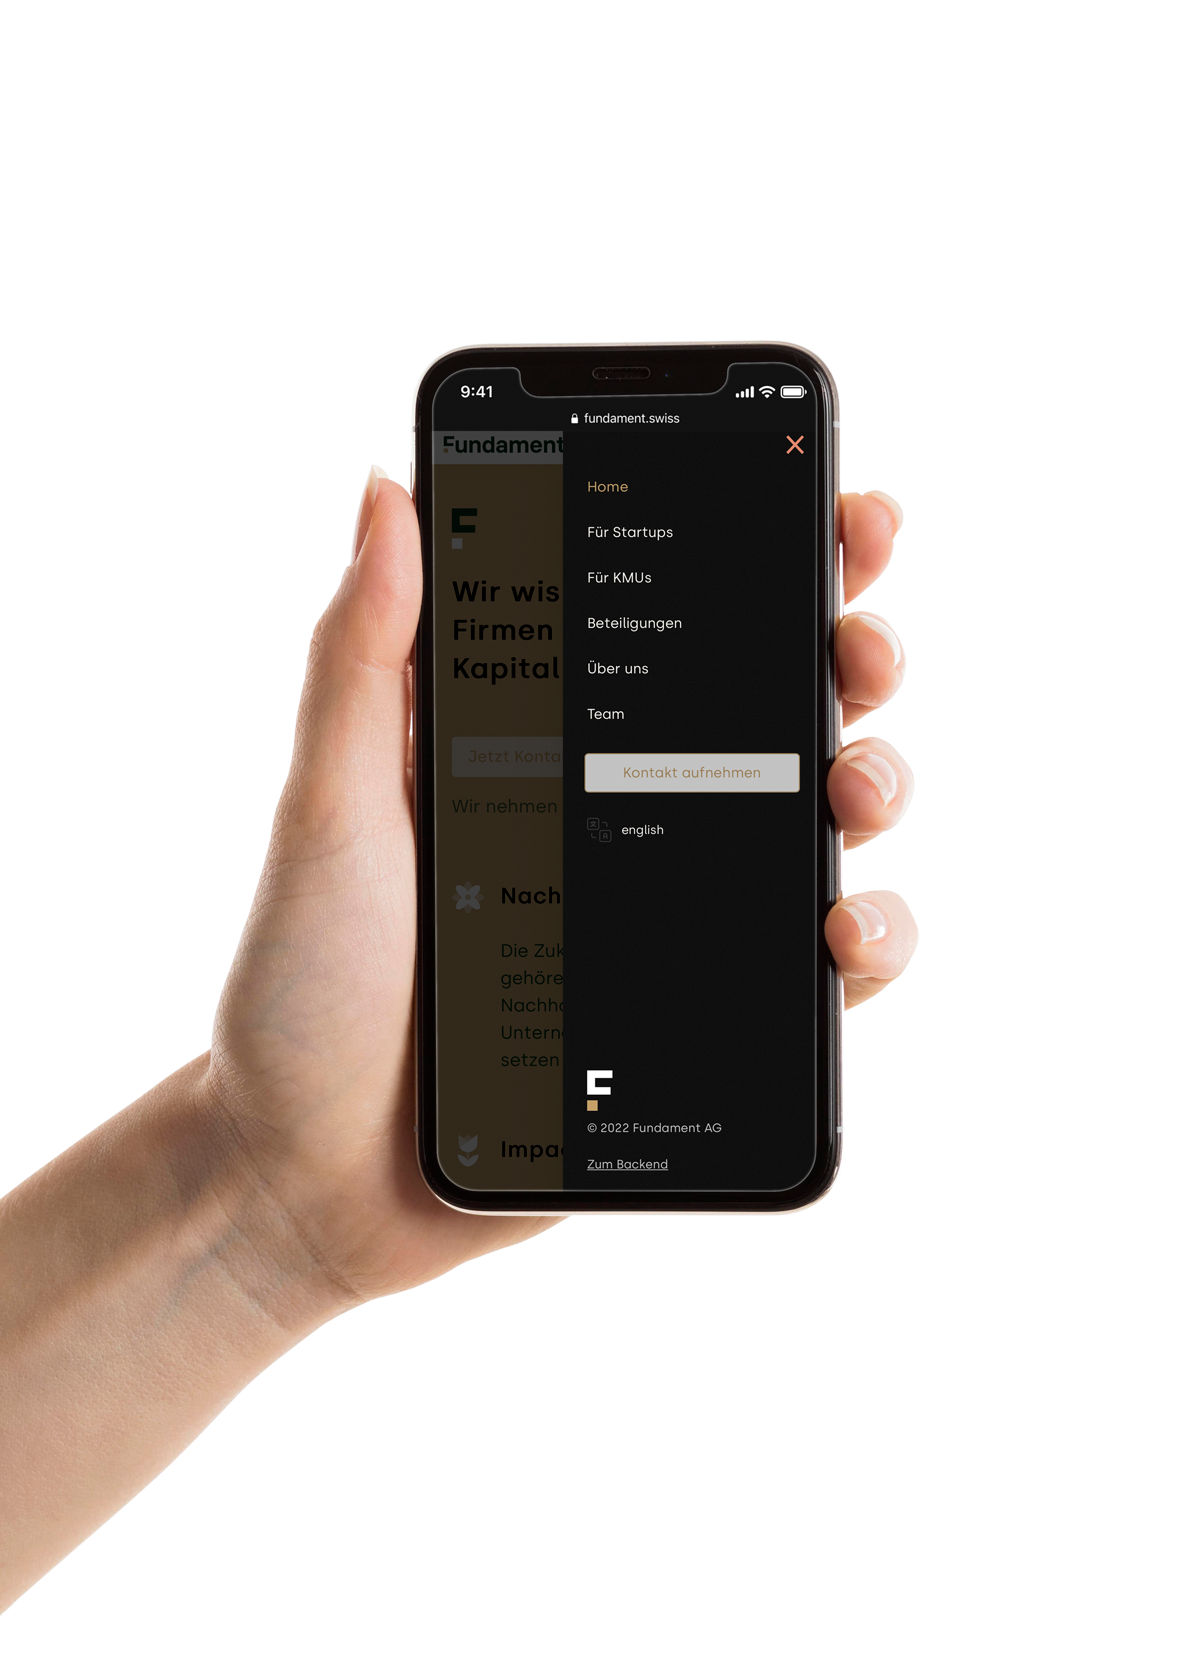 9:41
fundament.swiss
Fundament
Home
Für Startups
Für KMUs
Beteiligungen
Über uns
Team
Kontakt aufnehmen
english
© 2022 Fundament AG
Zum Backend
Wir wis
Firmen
Kapital
Jetzt Konta
Wir nehmen
Nach
Die Zuk
gehöre
Nachh
Untern
setzen
Impa